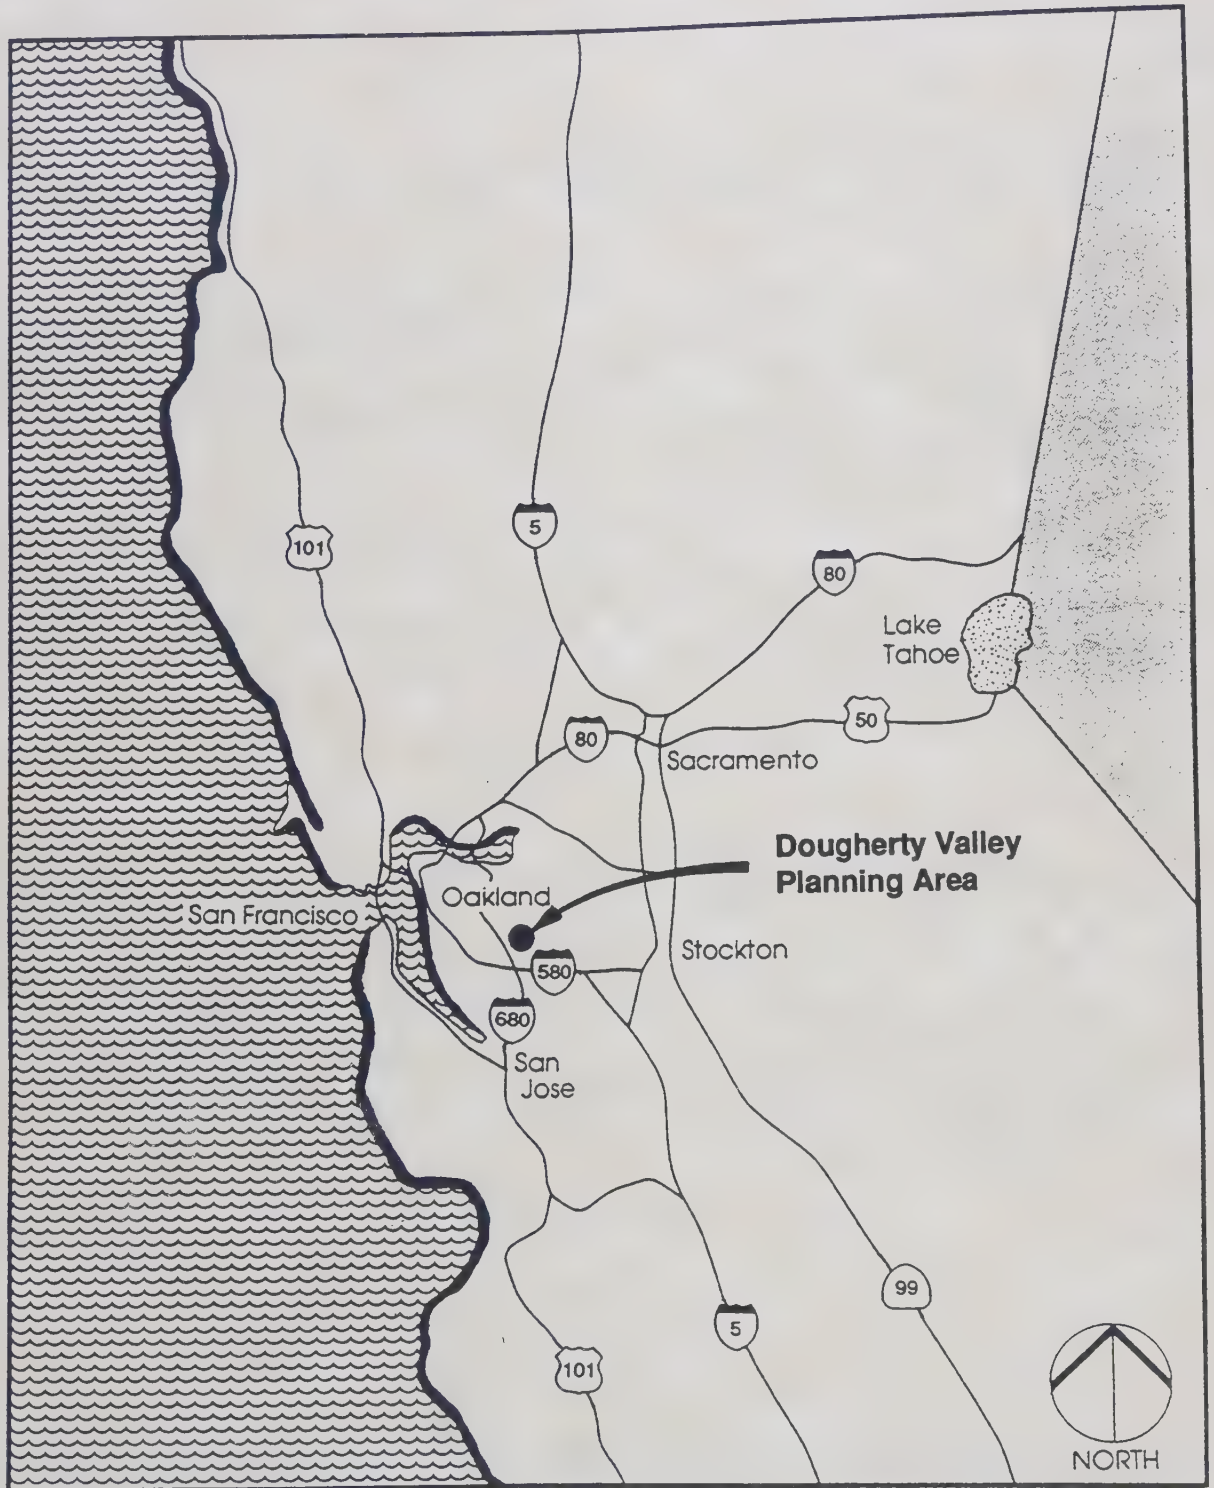 101
5
80
Lake
Tahoe
50
80
Sacramento
Dougherty Valley
Planning Area
Oakland
San Francisco
Stockton
580
680
San
Jose
99
5
101
NORTH